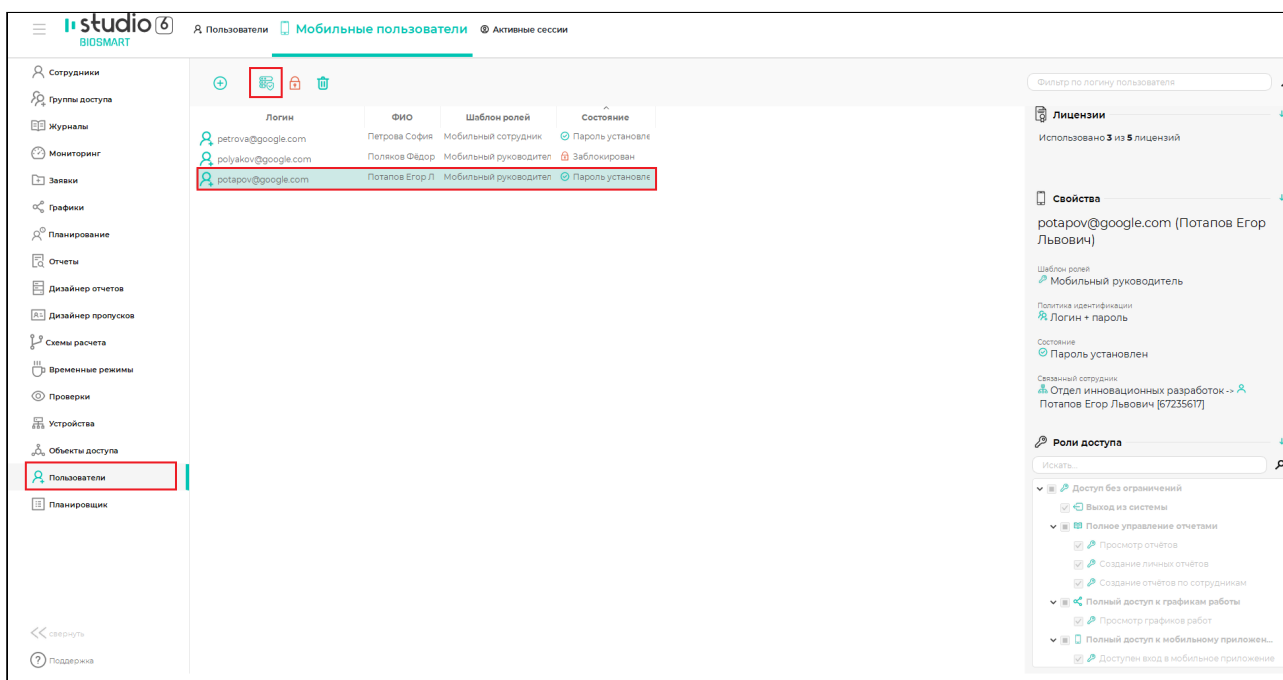 studio 6
BIOSMART
Пользователи
Мобильные пользователи
Активные сессии
Сотрудники
Группы доступа
Журналы
Мониторинг
Заявки
Графики
Планирование
Отчеты
Дизайнер отчетов
Дизайнер пропусков
Схемы расчета
Временные режимы
Проверки
Устройства
Объекты доступа
Пользователи
Планировщик
свернуть
Поддержка
Логин ФИО Шаблон ролей Состояние
petrova@google.com Петрова София Мобильный сотрудник Пароль установле
polyakov@google.com Поляков Фёдор Мобильный руководител Заблокирован
potapov@google.com Потапов Егор Л Мобильный руководител Пароль установле
Фильтр по логину пользователя
Лицензии
Использовано 3 из 5 лицензий
Свойства
potapov@google.com (Потапов Егор
Львович)
Шаблон ролей
Мобильный руководитель
Политика идентификации
Логин + пароль
Состояние
Пароль установлен
Связанный сотрудник
Отдел инновационных разработок ->
Потапов Егор Львович [67235617]
Роли доступа
Искать...
Доступ без ограничений
Выход из системы
Полное управление отчетами
Просмотр отчётов
Создание личных отчётов
Создание отчётов по сотрудникам
Полный доступ к графикам работы
Просмотр графиков работ
Полный доступ к мобильному приложен...
Доступен вход в мобильное приложение